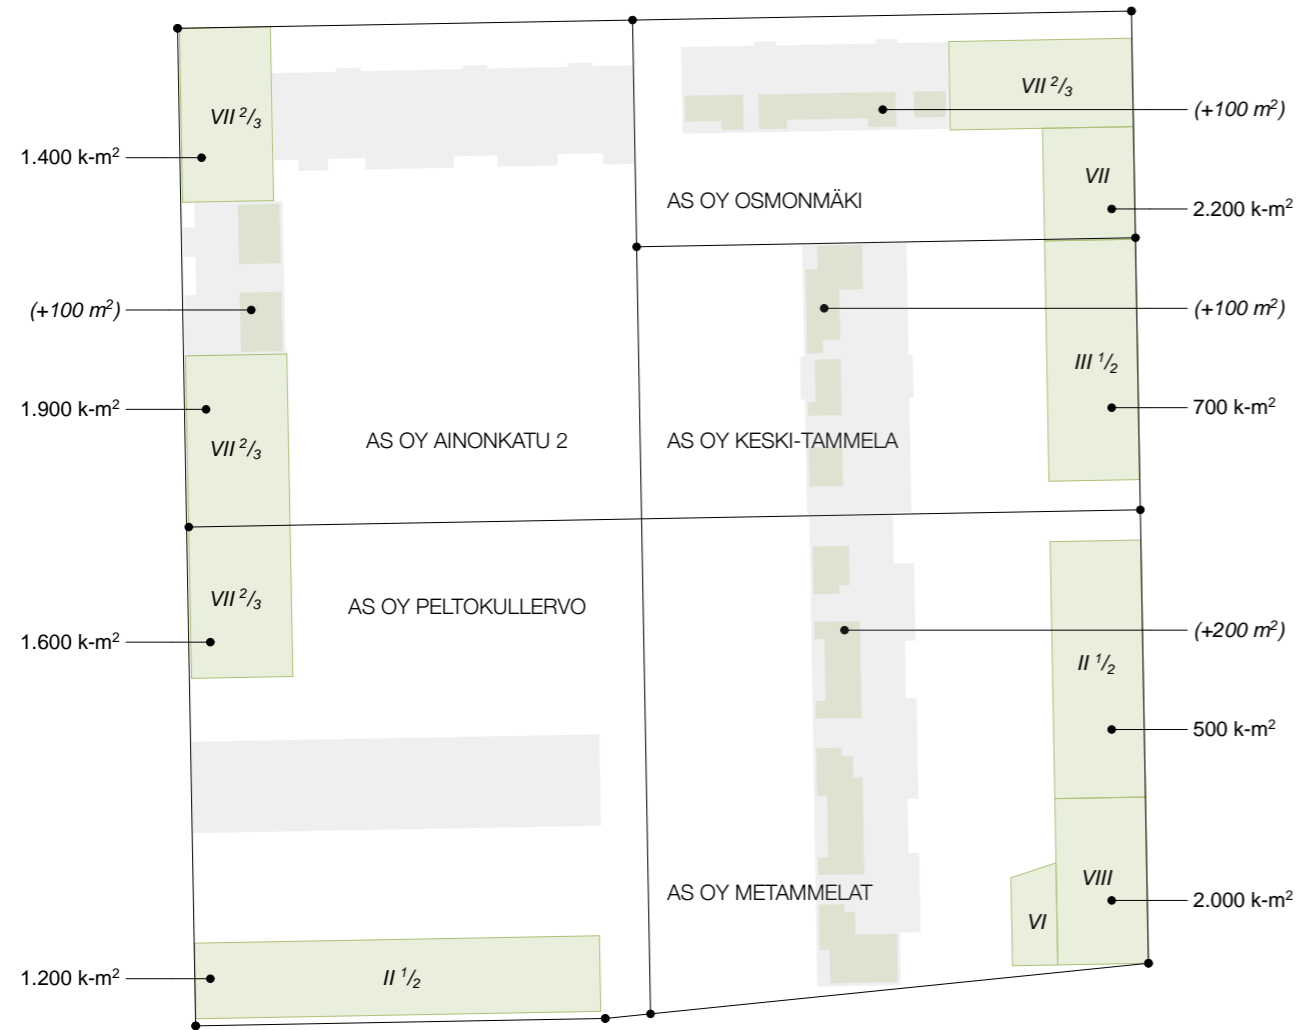 VII 2/3
VII 2/3
(+100 m²)
1.400 k-m²
VII
AS OY OSMONMÄKI
2.200 k-m²
(+100 m²)
(+100 m²)
III 1/2
1.900 k-m²
700 k-m²
VII 2/3
AS OY AINONKATU 2
AS OY KESKI-TAMMELA
VII 2/3
AS OY PELTOKULLERVO
1.600 k-m²
(+200 m²)
II 1/2
500 k-m²
AS OY METAMMELAT
VIII
2.000 k-m²
VI
1.200 k-m²
II 1/2